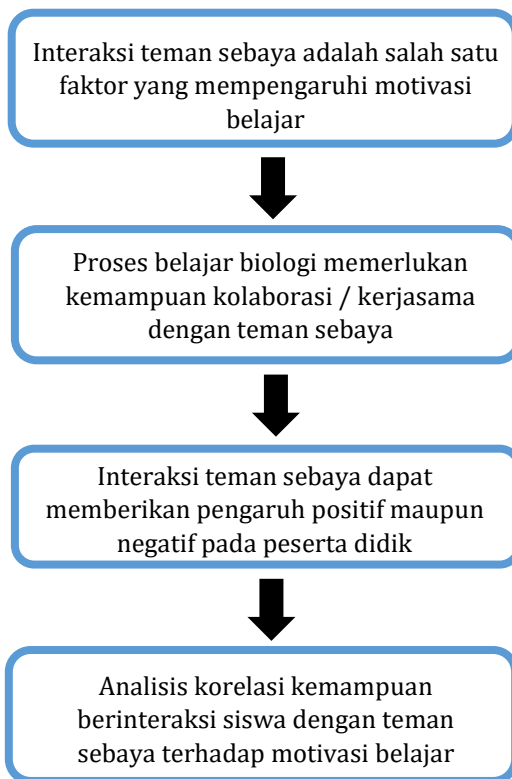 Interaksi teman sebaya adalah salah satu
faktor yang mempengaruhi motivasi
belajar
Proses belajar biologi memerlukan
kemampuan kolaborasi / kerjasama
dengan teman sebaya
Interaksi teman sebaya dapat
memberikan pengaruh positif maupun
negatif pada peserta didik
Analisis korelasi kemampuan
berinteraksi siswa dengan teman
sebaya terhadap motivasi belajar